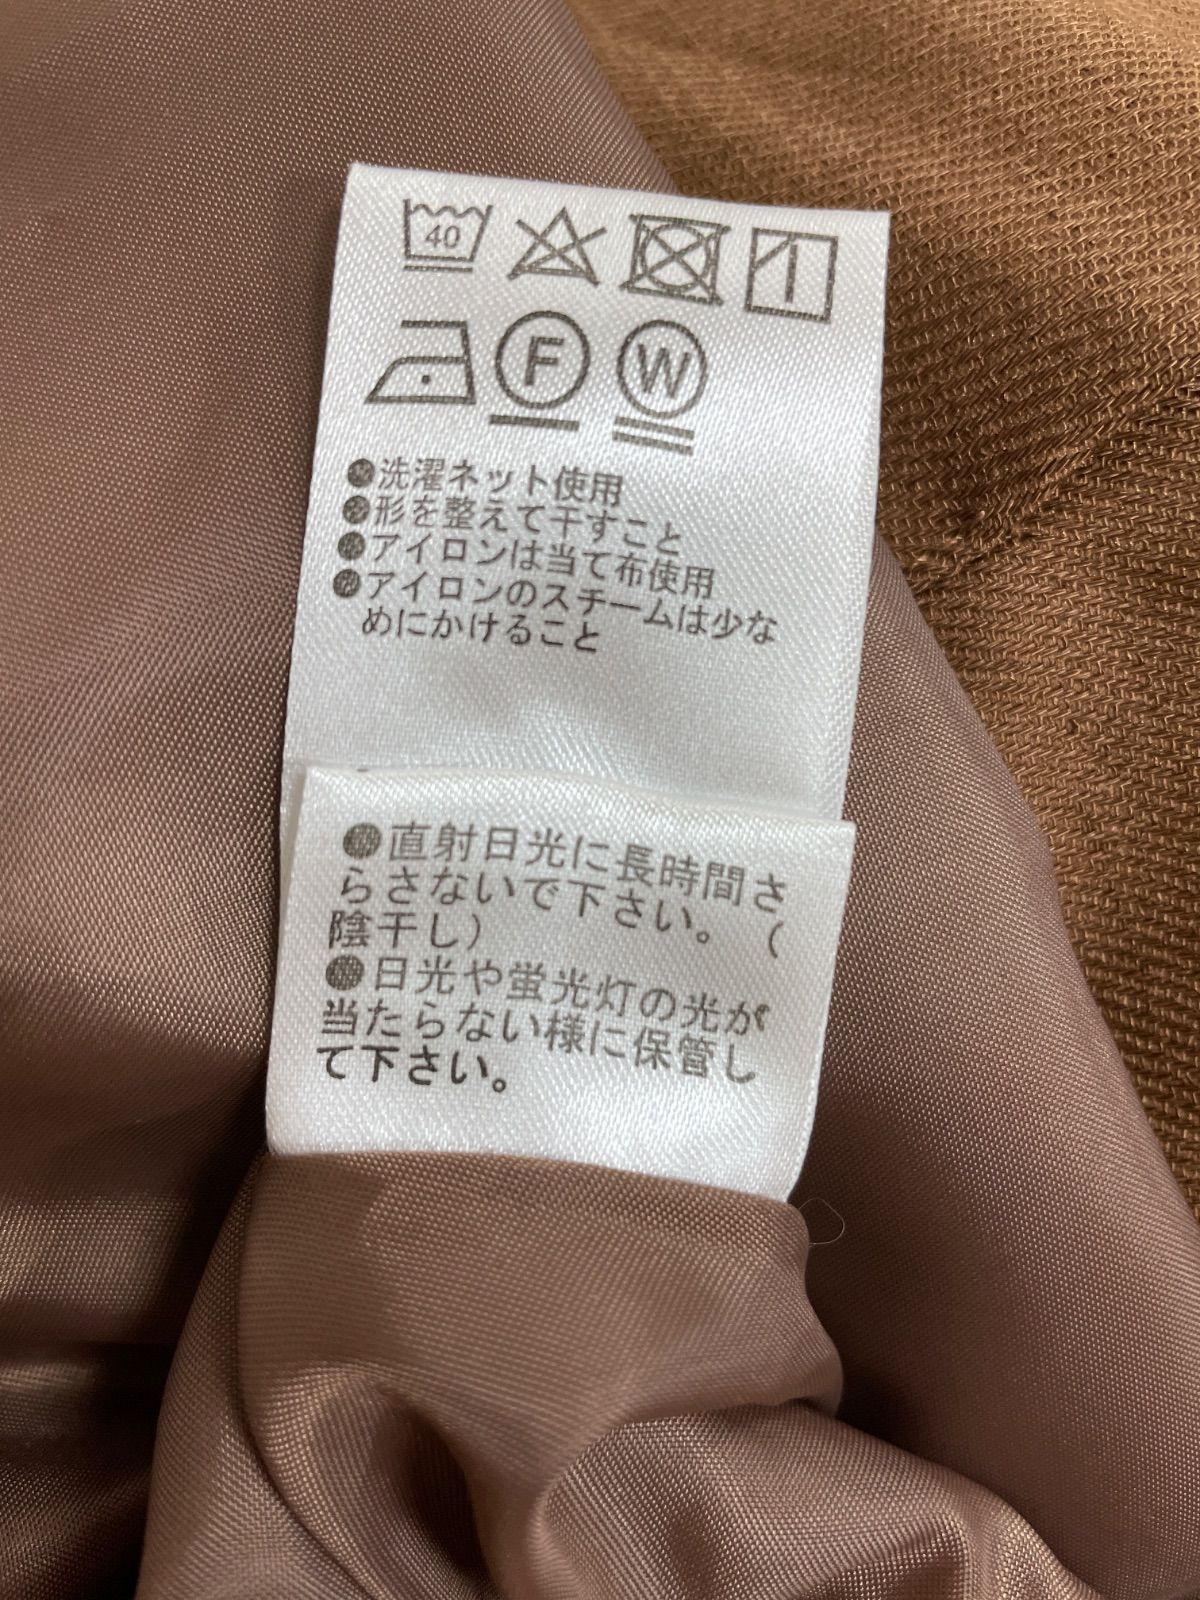 40
F W
●洗濯ネット使用
●形を整えて干すこと
●アイロンは当て布使用
●アイロンのスチームは少な
めにかけること
●直射日光に長時間さ
らさないで下さい。(
陰干し)
●日光や蛍光灯の光が
当たらない様に保管し
て下さい。